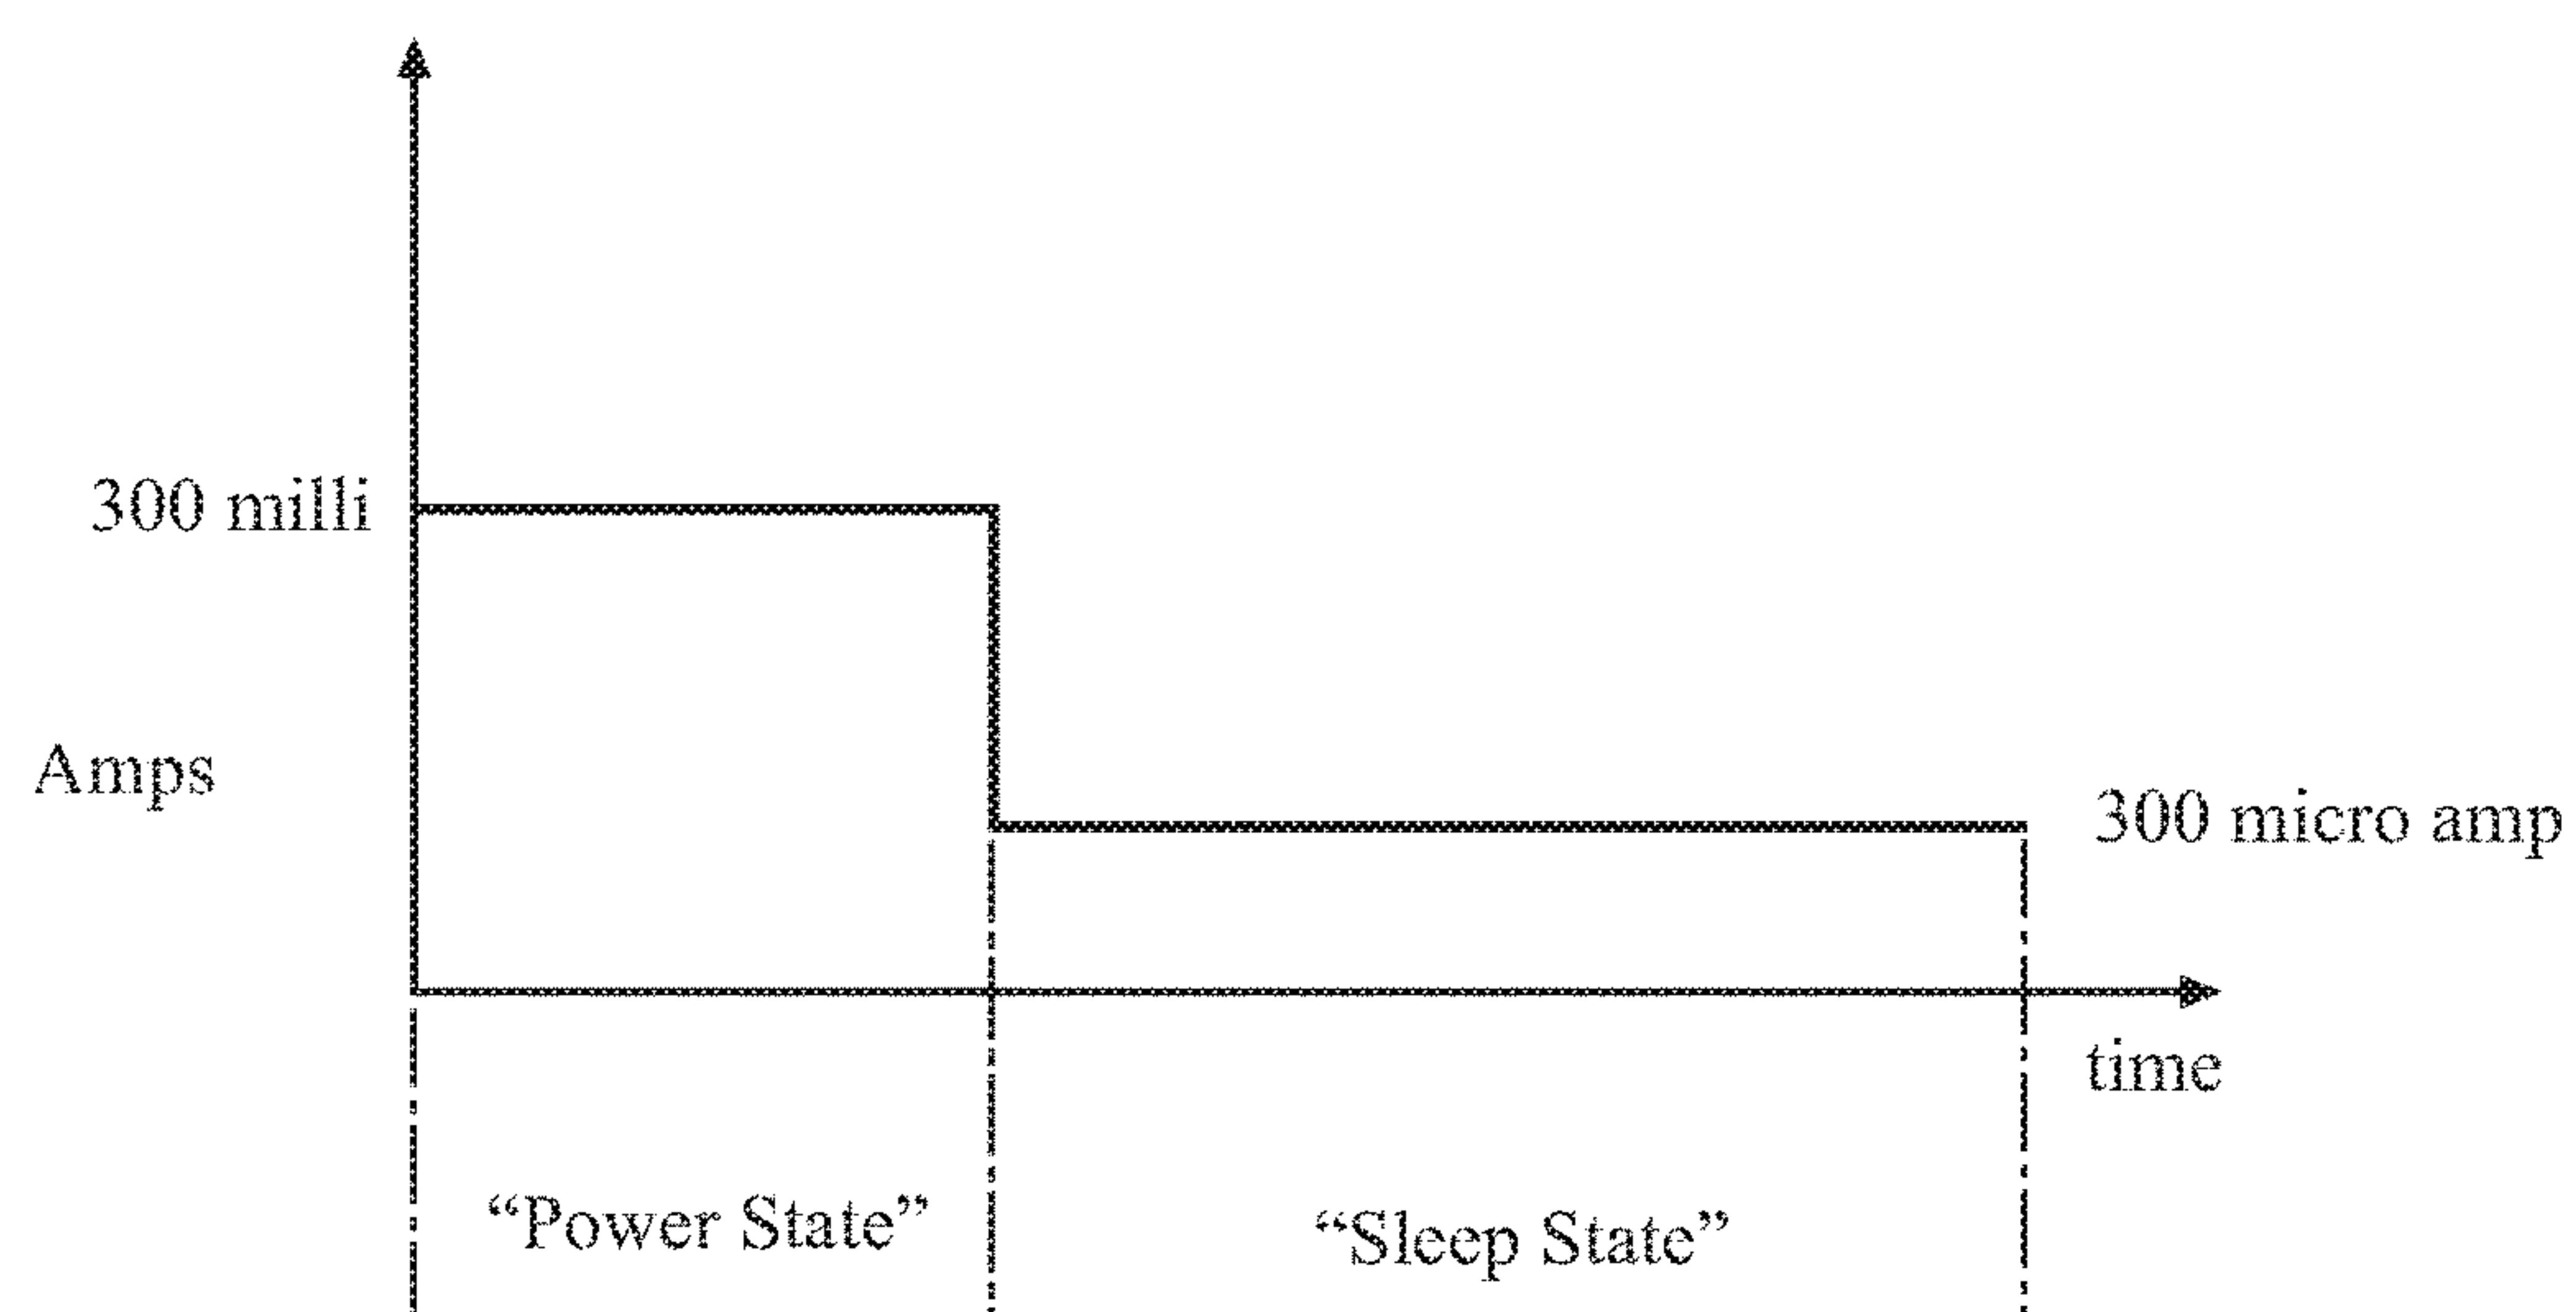 300 milli
Amps
300 micro amp
time
“Power State”
“Sleep State”